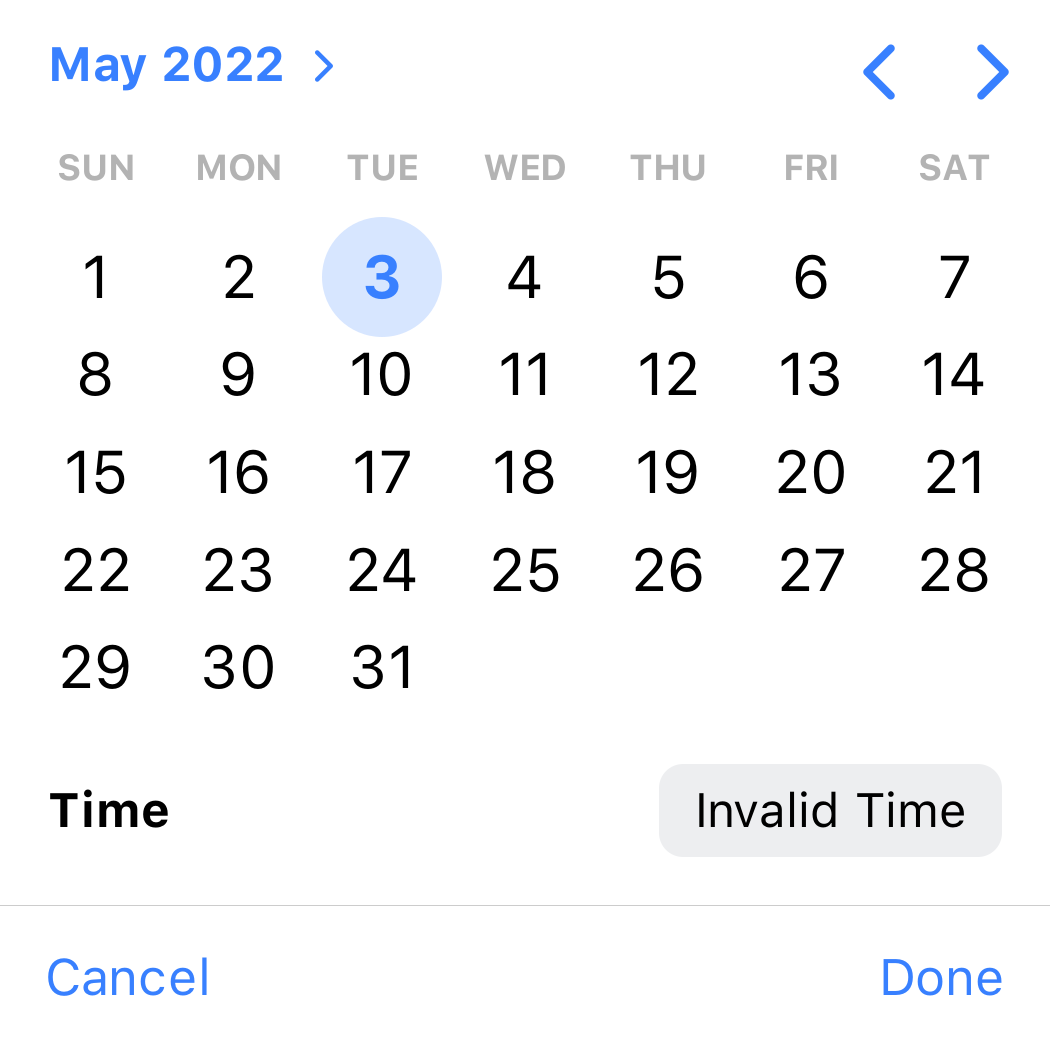 May 2022
SUN MON TUE WED THU FRI SAT
1 2 3 4 5 6 7
8 9 10 11 12 13 14
15 16 17 18 19 20 21
22 23 24 25 26 27 28
29 30 31
Time Invalid Time
Cancel Done